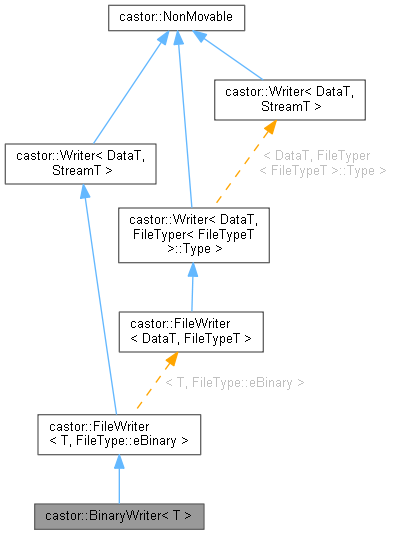 castor::NonMovable
castor::Writer< DataT,
StreamT >
castor::Writer< DataT,
StreamT >
< DataT, FileTyper
< FileTypeT >::Type >
castor::Writer< DataT,
FileTyper< FileTypeT
>::Type >
castor::FileWriter
< DataT, FileTypeT >
< T, FileType::eBinary >
castor::FileWriter
< T, FileType::eBinary >
castor::BinaryWriter< T >